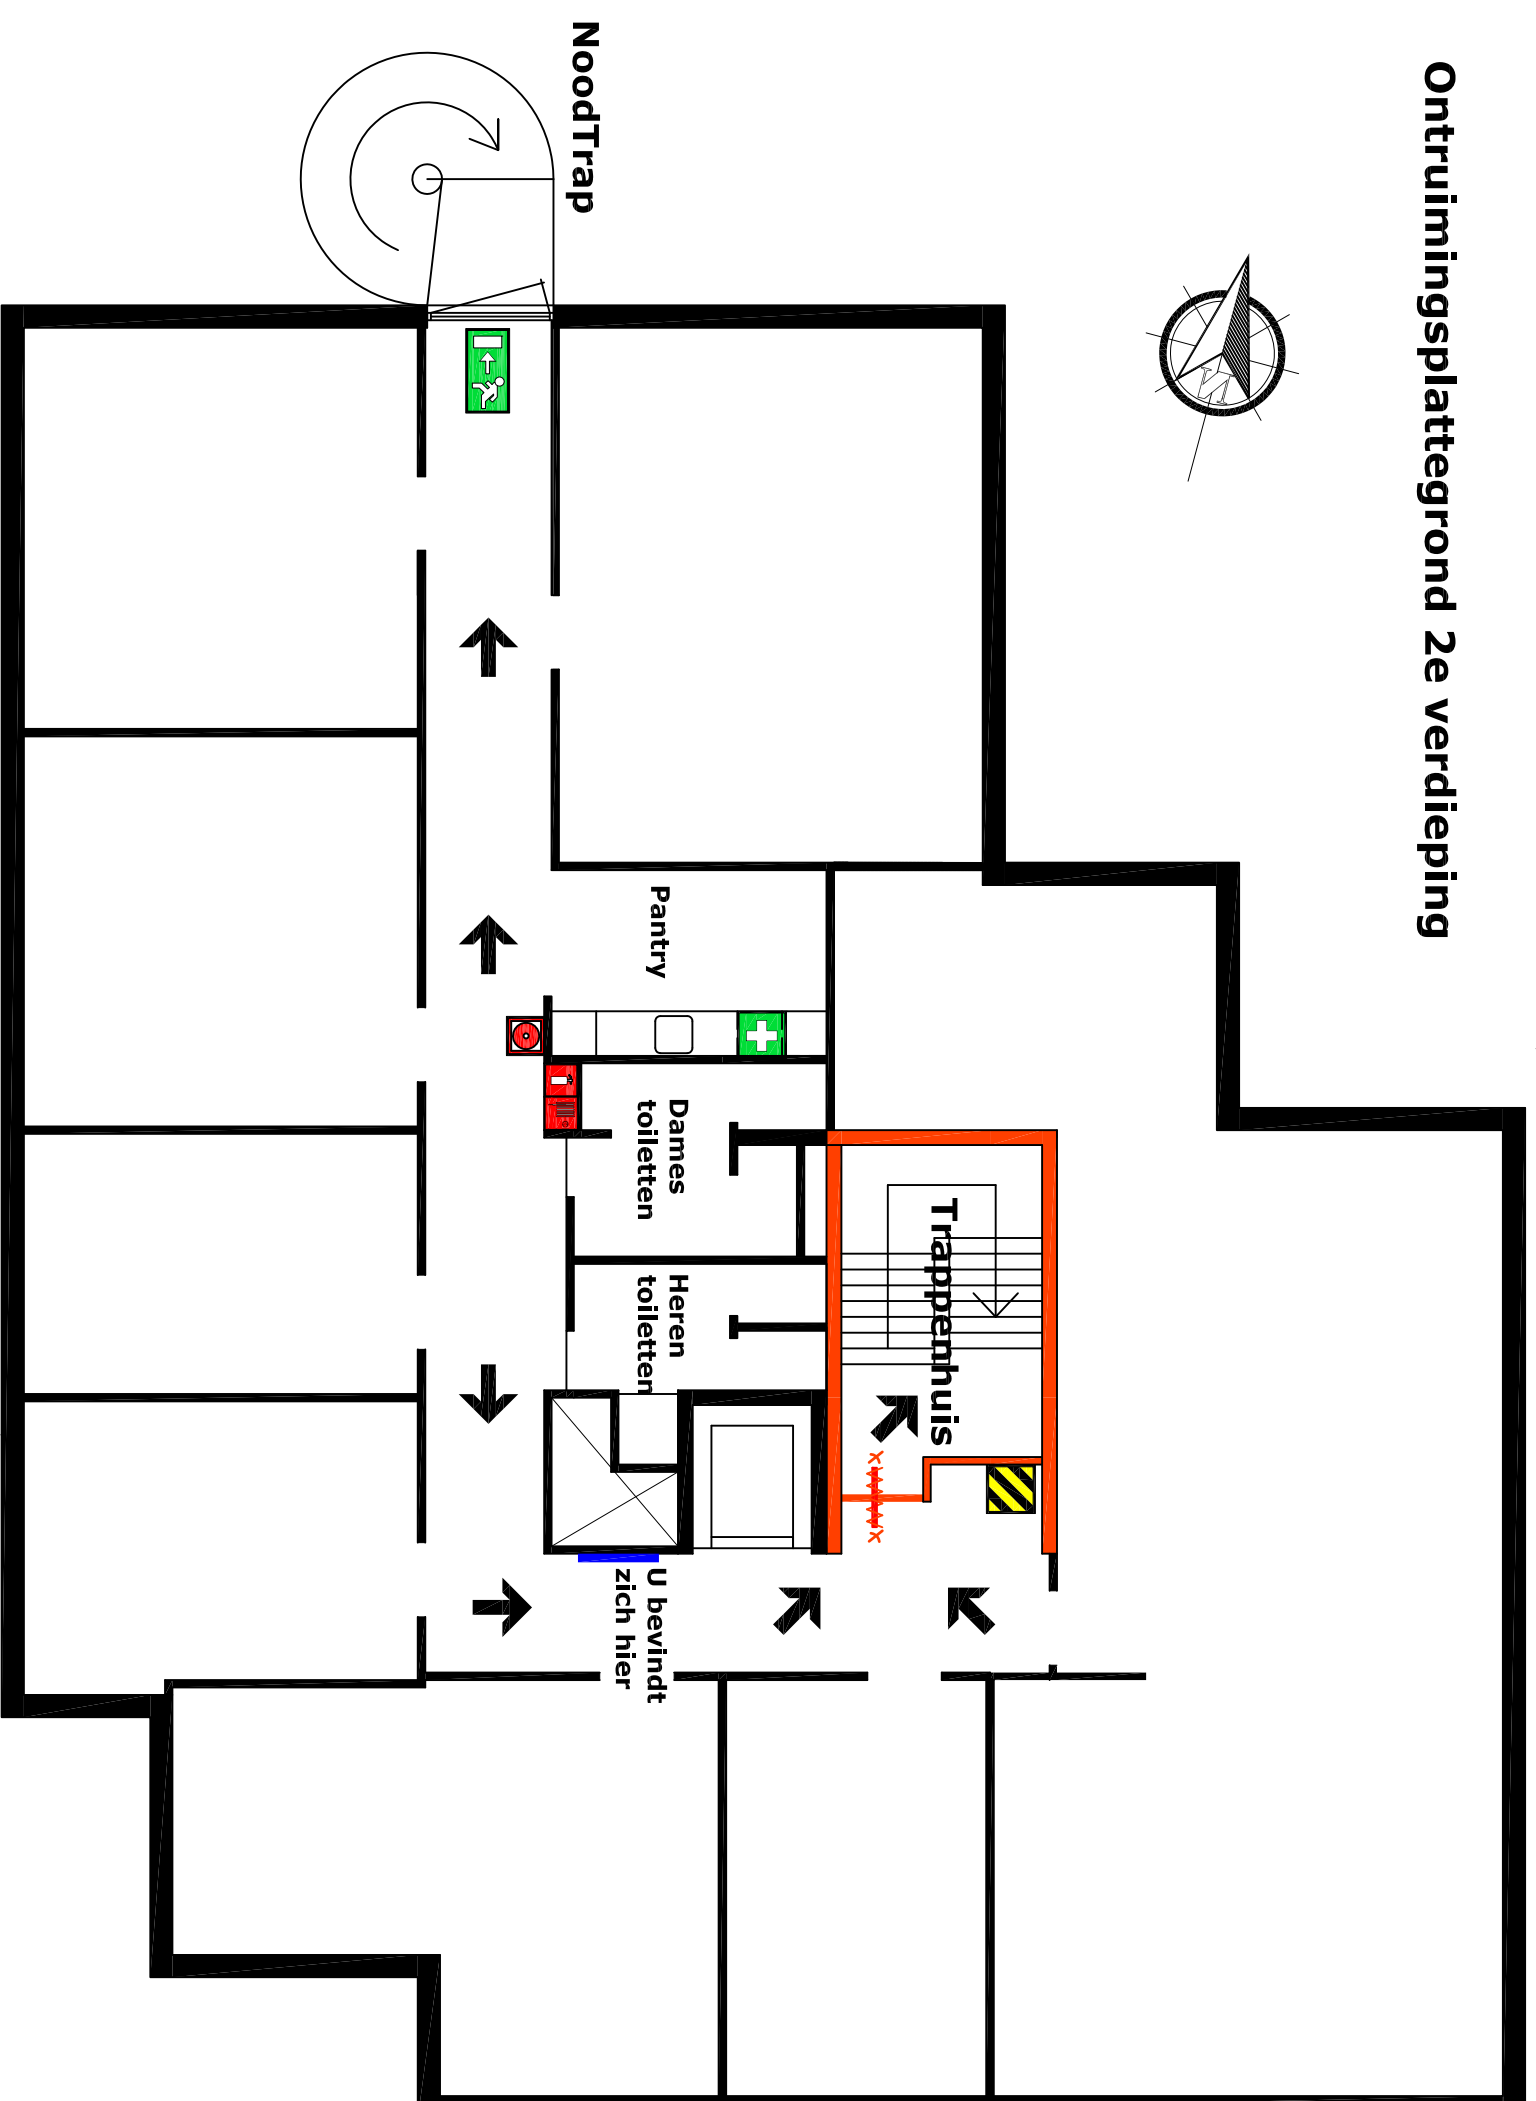 Ontruimingsplattegrond 2e verdieping
N
NoodTrap
Pantry
Dames
toiletten
Heren
toiletten
Trappenhuis
U bevindt
zich hier